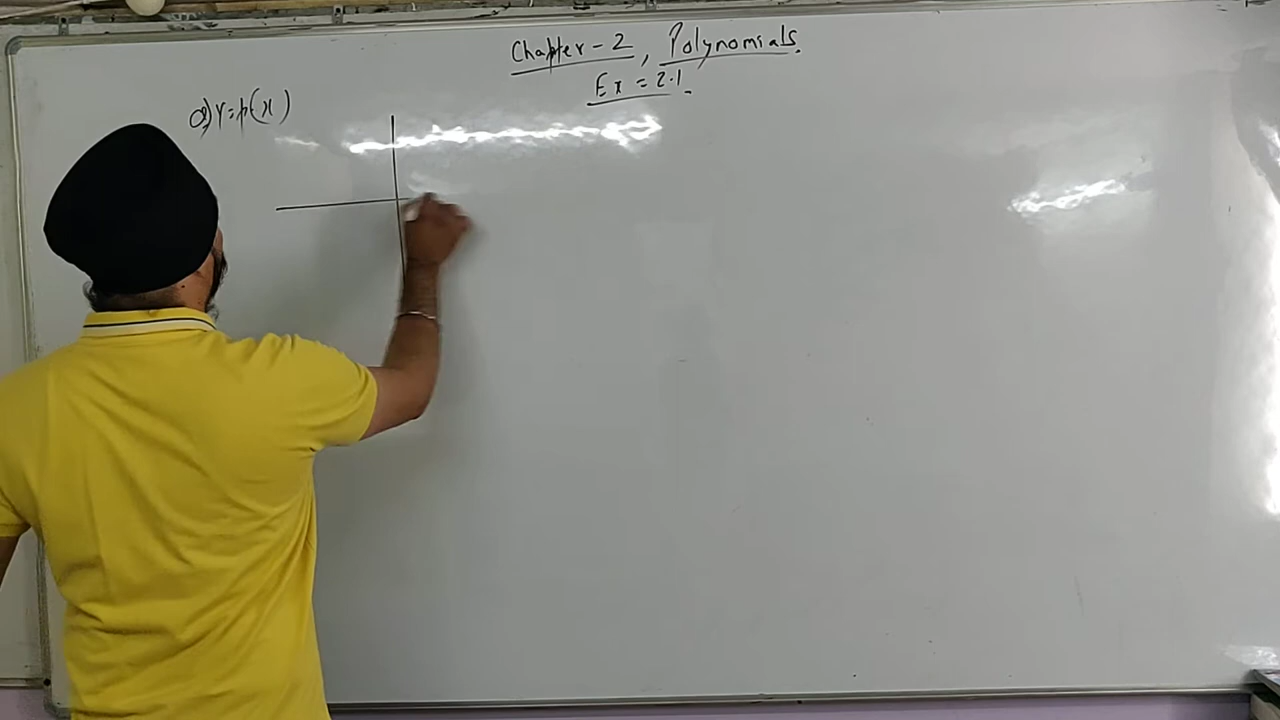 Chapter - 2, Polynomials.
Ex = 2.1.
a) Y=p(x)